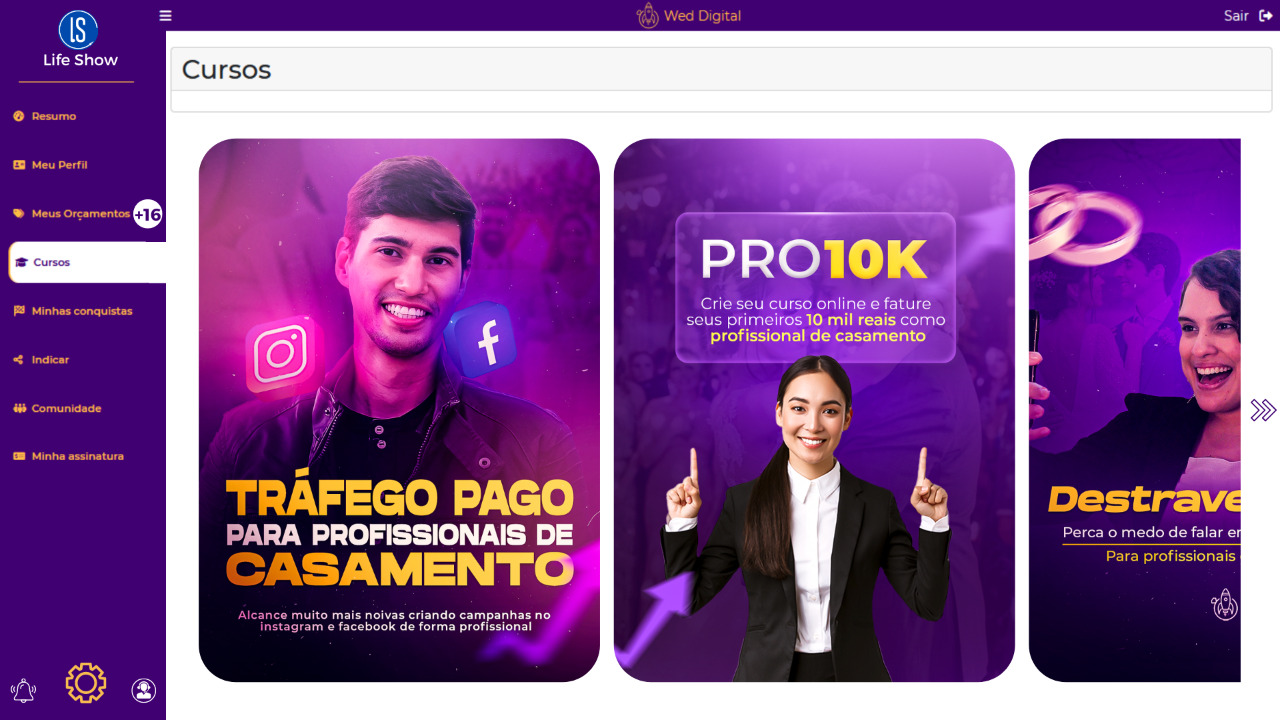 LS
Life Show
Wed Digital
Sair
Resumo
Meu Perfil
Meus Orçamentos
+16
Cursos
Minhas conquistas
Indicar
Comunidade
Minha assinatura
Cursos
TRÁFEGO PAGO
PARA PROFISSIONAIS DE
CASAMENTO
Alcance muito mais noivas criando campanhas no
instagram e facebook de forma profissional
PRO10K
Crie seu curso online e fature
seus primeiros 10 mil reais como
profissional de casamento
Destrave
Perca o medo de falar em
Para profissionais